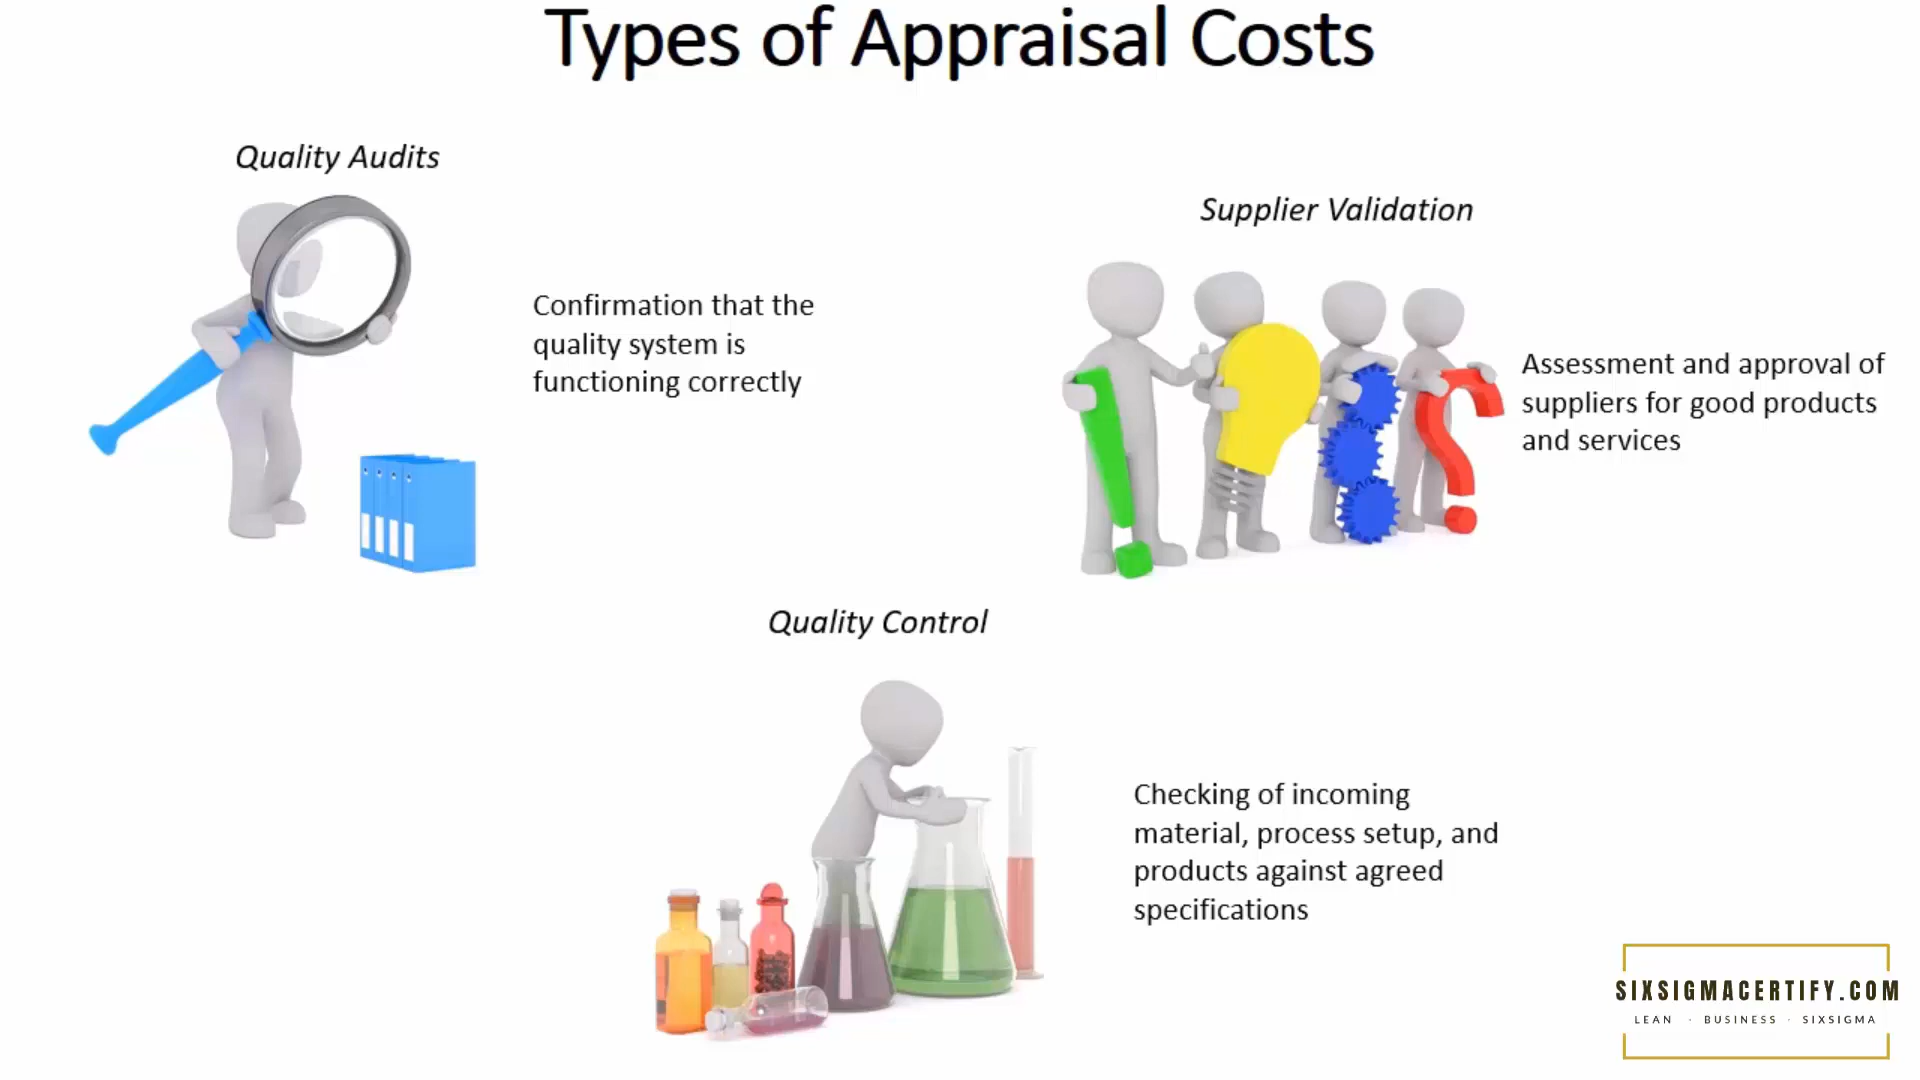 Types of Appraisal Costs
Quality Audits
Confirmation that the
quality system is
functioning correctly
Supplier Validation
Assessment and approval of
suppliers for good products
and services
Quality Control
Checking of incoming
material, process setup, and
products against agreed
specifications
SIXSIGMACERTIFY.COM
LEAN · BUSINESS · SIXSIGMA